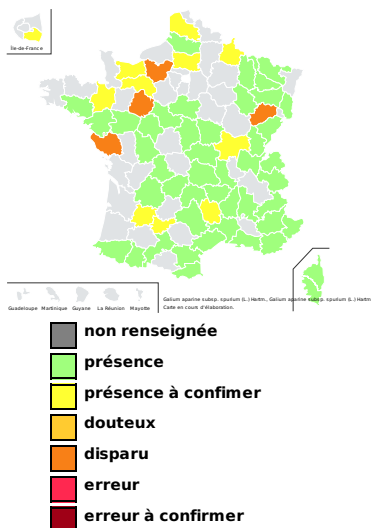 Île-de-France
Guadeloupe Martinique Guyane La Réunion Mayotte
Galium aparine subsp. spurium (L.) Hartm., Galium aparine subsp. spurium (L.) Hartm
Carte en cours d'élaboration.
non renseignée
présence
présence à confimer
douteux
disparu
erreur
erreur à confirmer